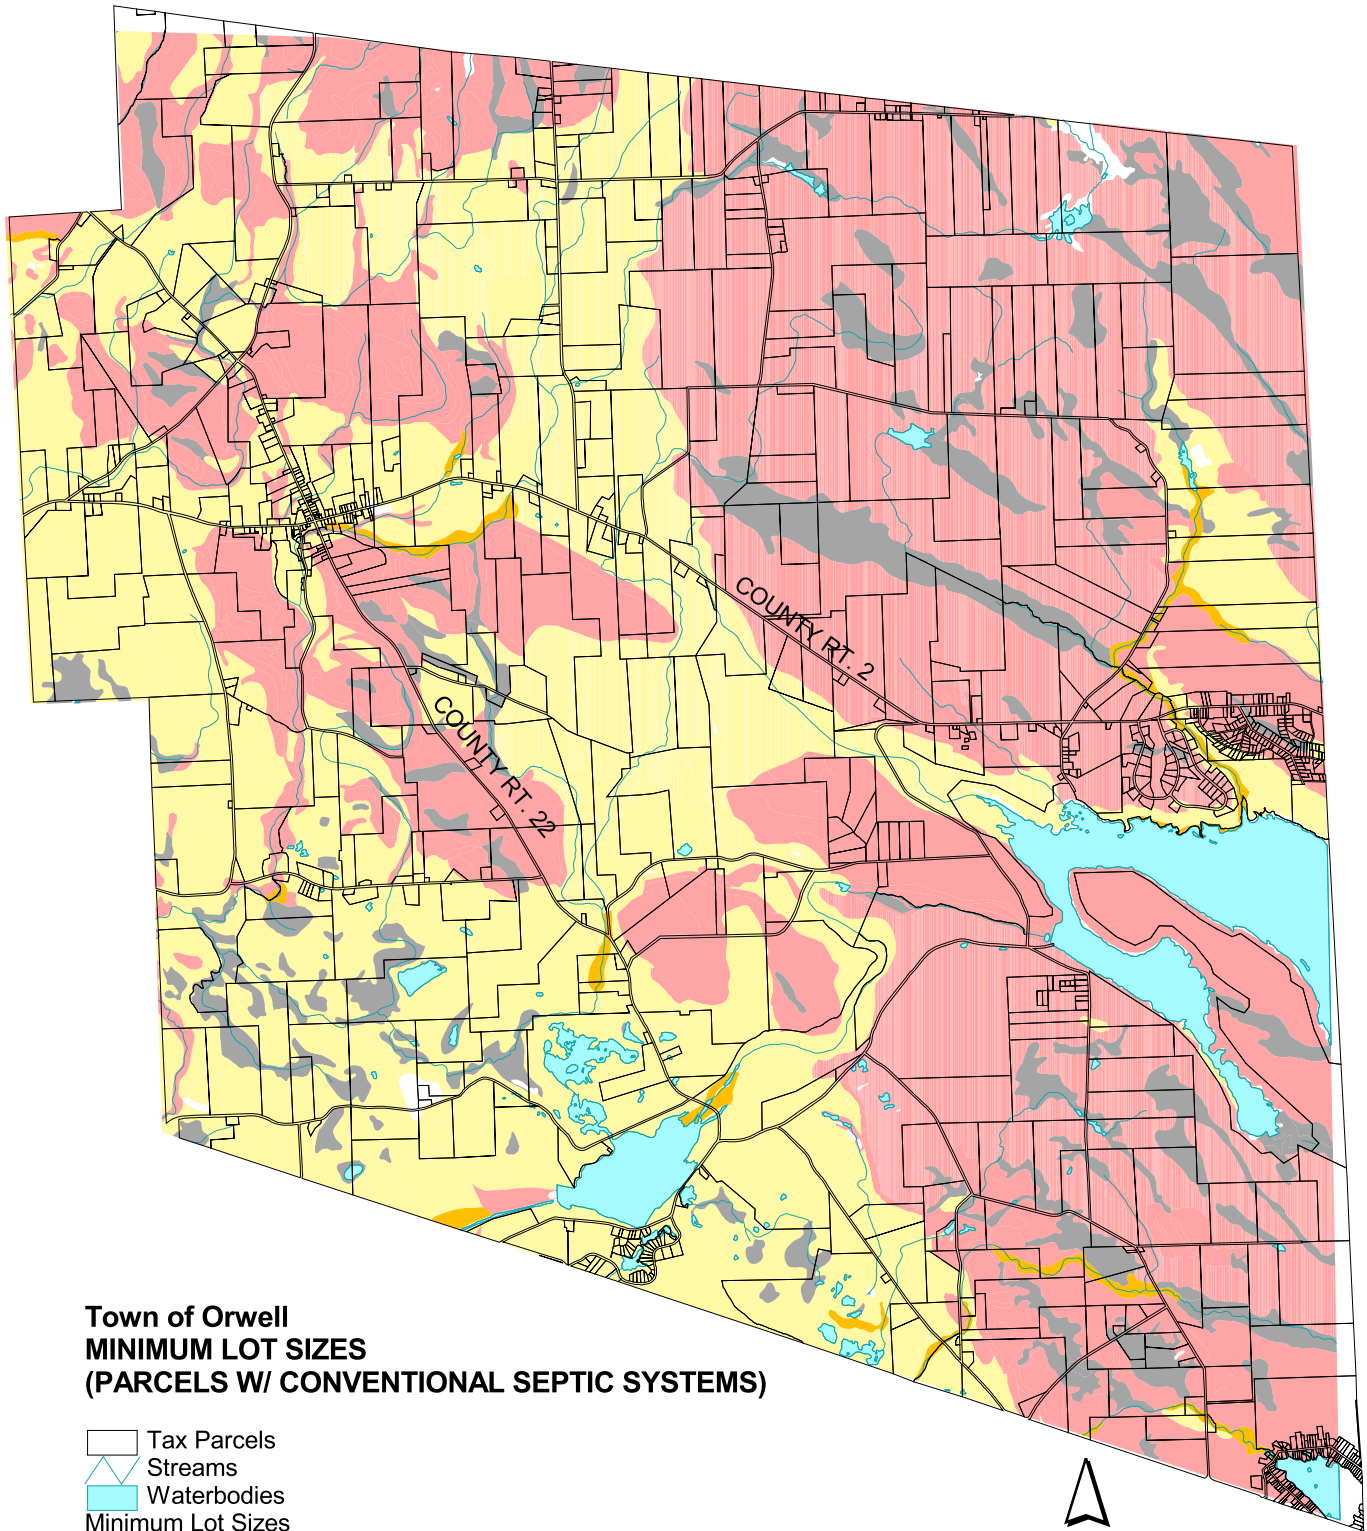 COUNTY RT. 2
COUNTY RT. 22
Town of Orwell
MINIMUM LOT SIZES
(PARCELS W/ CONVENTIONAL SEPTIC SYSTEMS)
Tax Parcels
Streams
Waterbodies
Minimum Lot Sizes